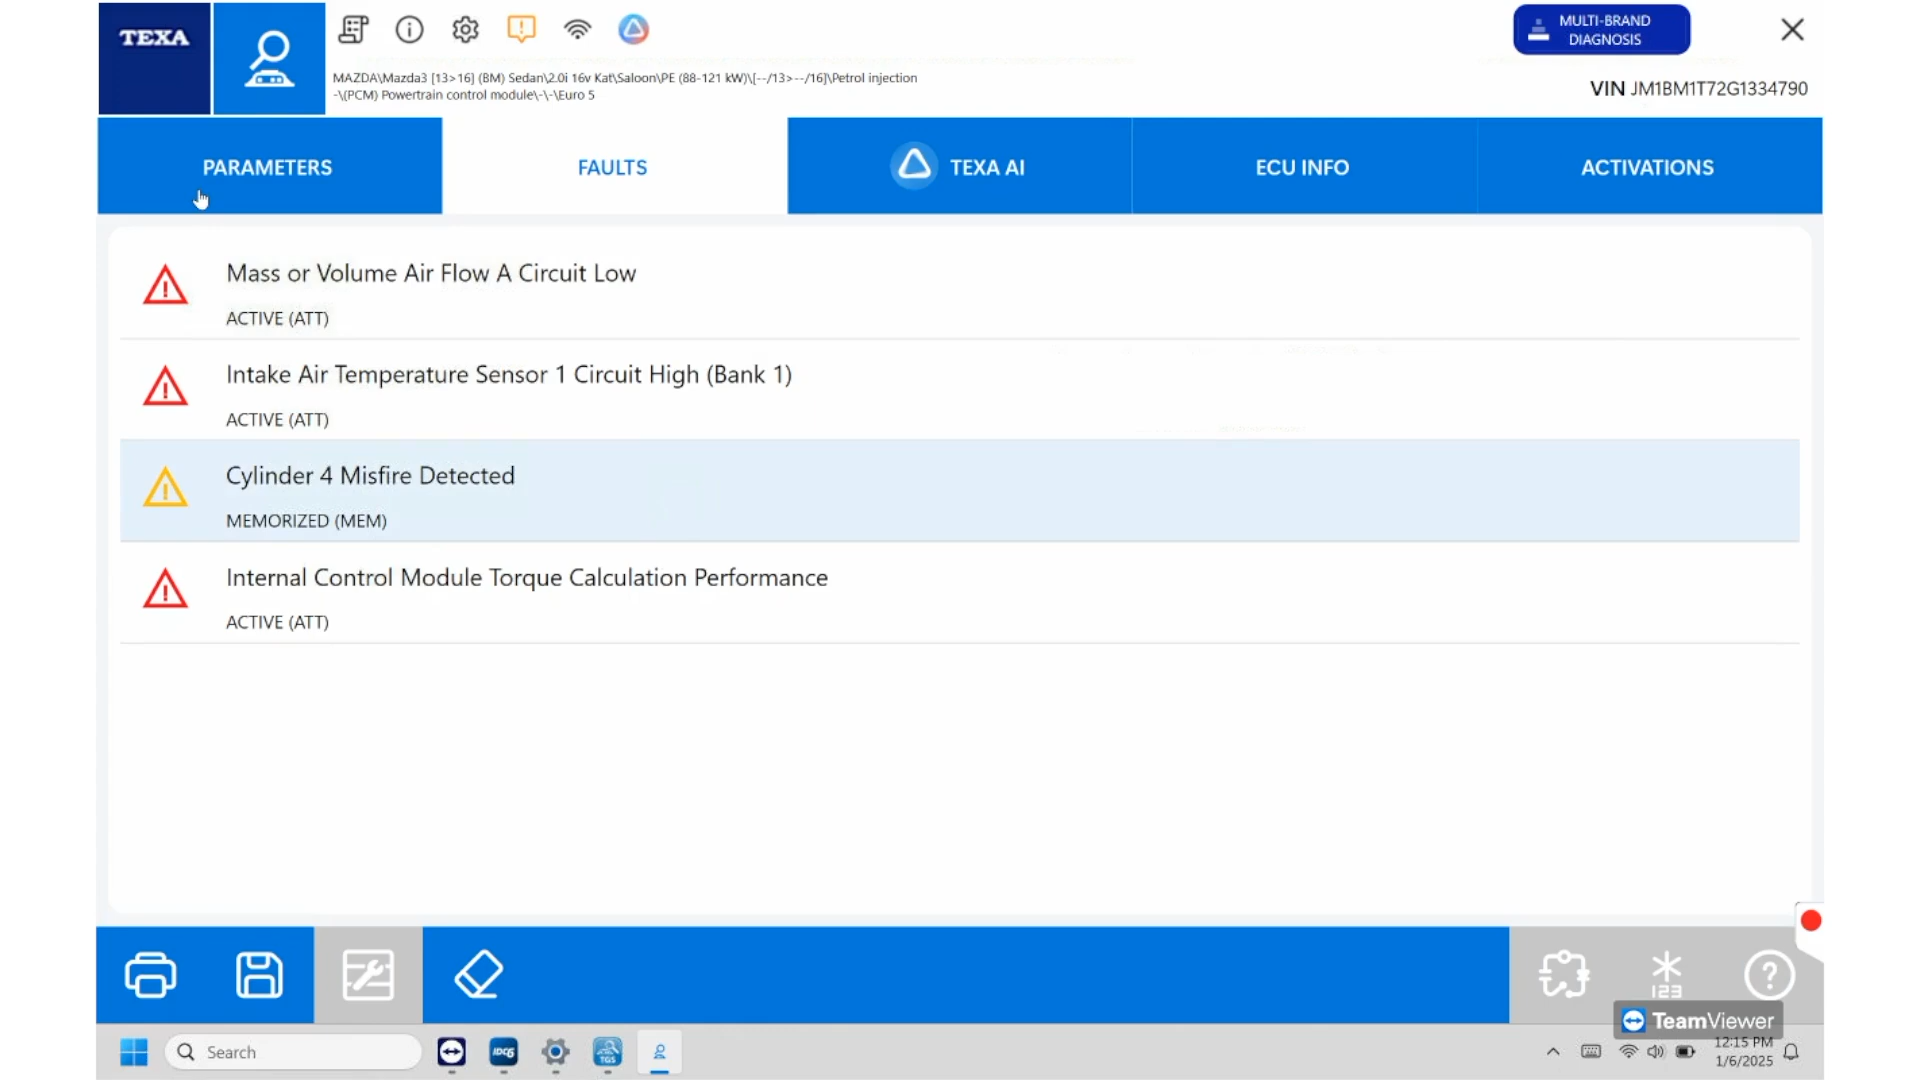 TEXA
MULTI-BRAND
DIAGNOSIS
MAZDA\Mazda3 [13>16] (BM) Sedan\2.0i 16v Kat\Saloon\PE (88-121 kW)\[--/13>--/16]\Petrol injection
-\(PCM) Powertrain control module\-\-\Euro 5
VIN JM1BM1T72G1334790
PARAMETERS
FAULTS
TEXA AI
ECU INFO
ACTIVATIONS
Mass or Volume Air Flow A Circuit Low
ACTIVE (ATT)
Intake Air Temperature Sensor 1 Circuit High (Bank 1)
ACTIVE (ATT)
Cylinder 4 Misfire Detected
MEMORIZED (MEM)
Internal Control Module Torque Calculation Performance
ACTIVE (ATT)
123
?
TeamViewer
Search
IDC6
TGS
12:15 PM
1/6/2025